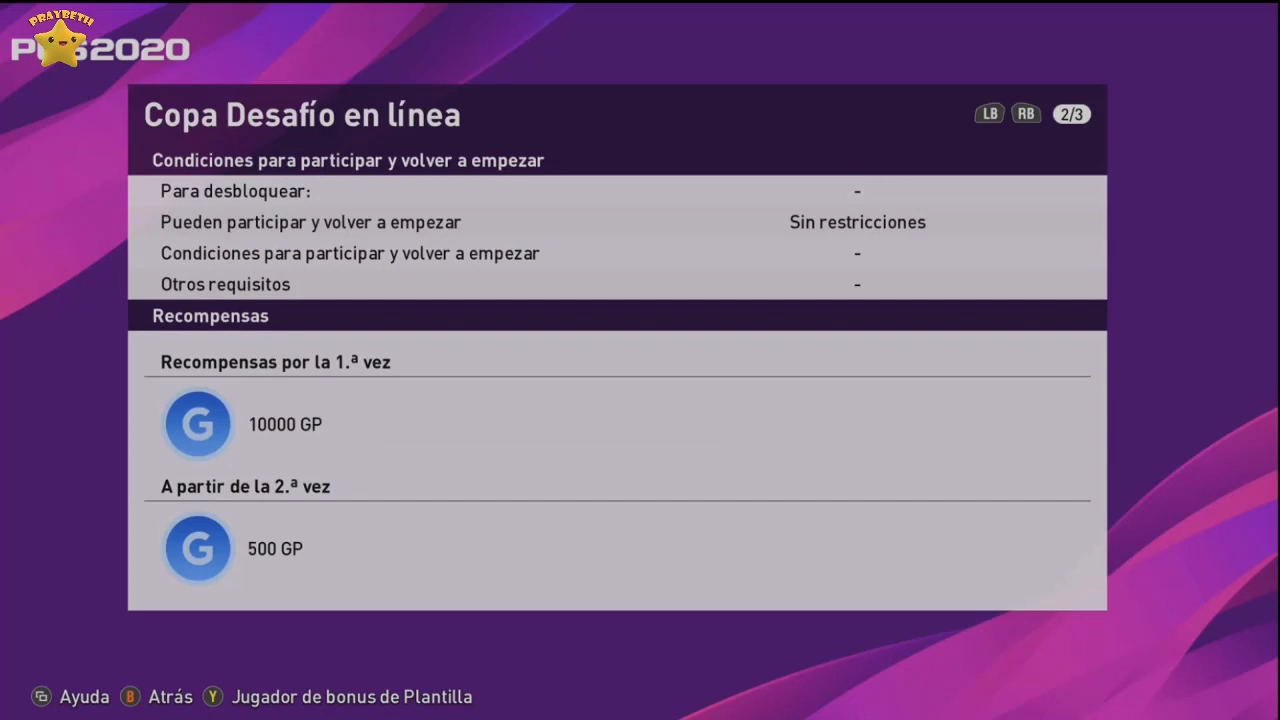 PRAYBETH
PES2020
Copa Desafío en línea
LB RB 2/3
Condiciones para participar y volver a empezar
Para desbloquear: -
Pueden participar y volver a empezar Sin restricciones
Condiciones para participar y volver a empezar -
Otros requisitos -
Recompensas
Recompensas por la 1.ª vez
G 10000 GP
A partir de la 2.ª vez
G 500 GP
Ayuda B Atrás Y Jugador de bonus de Plantilla